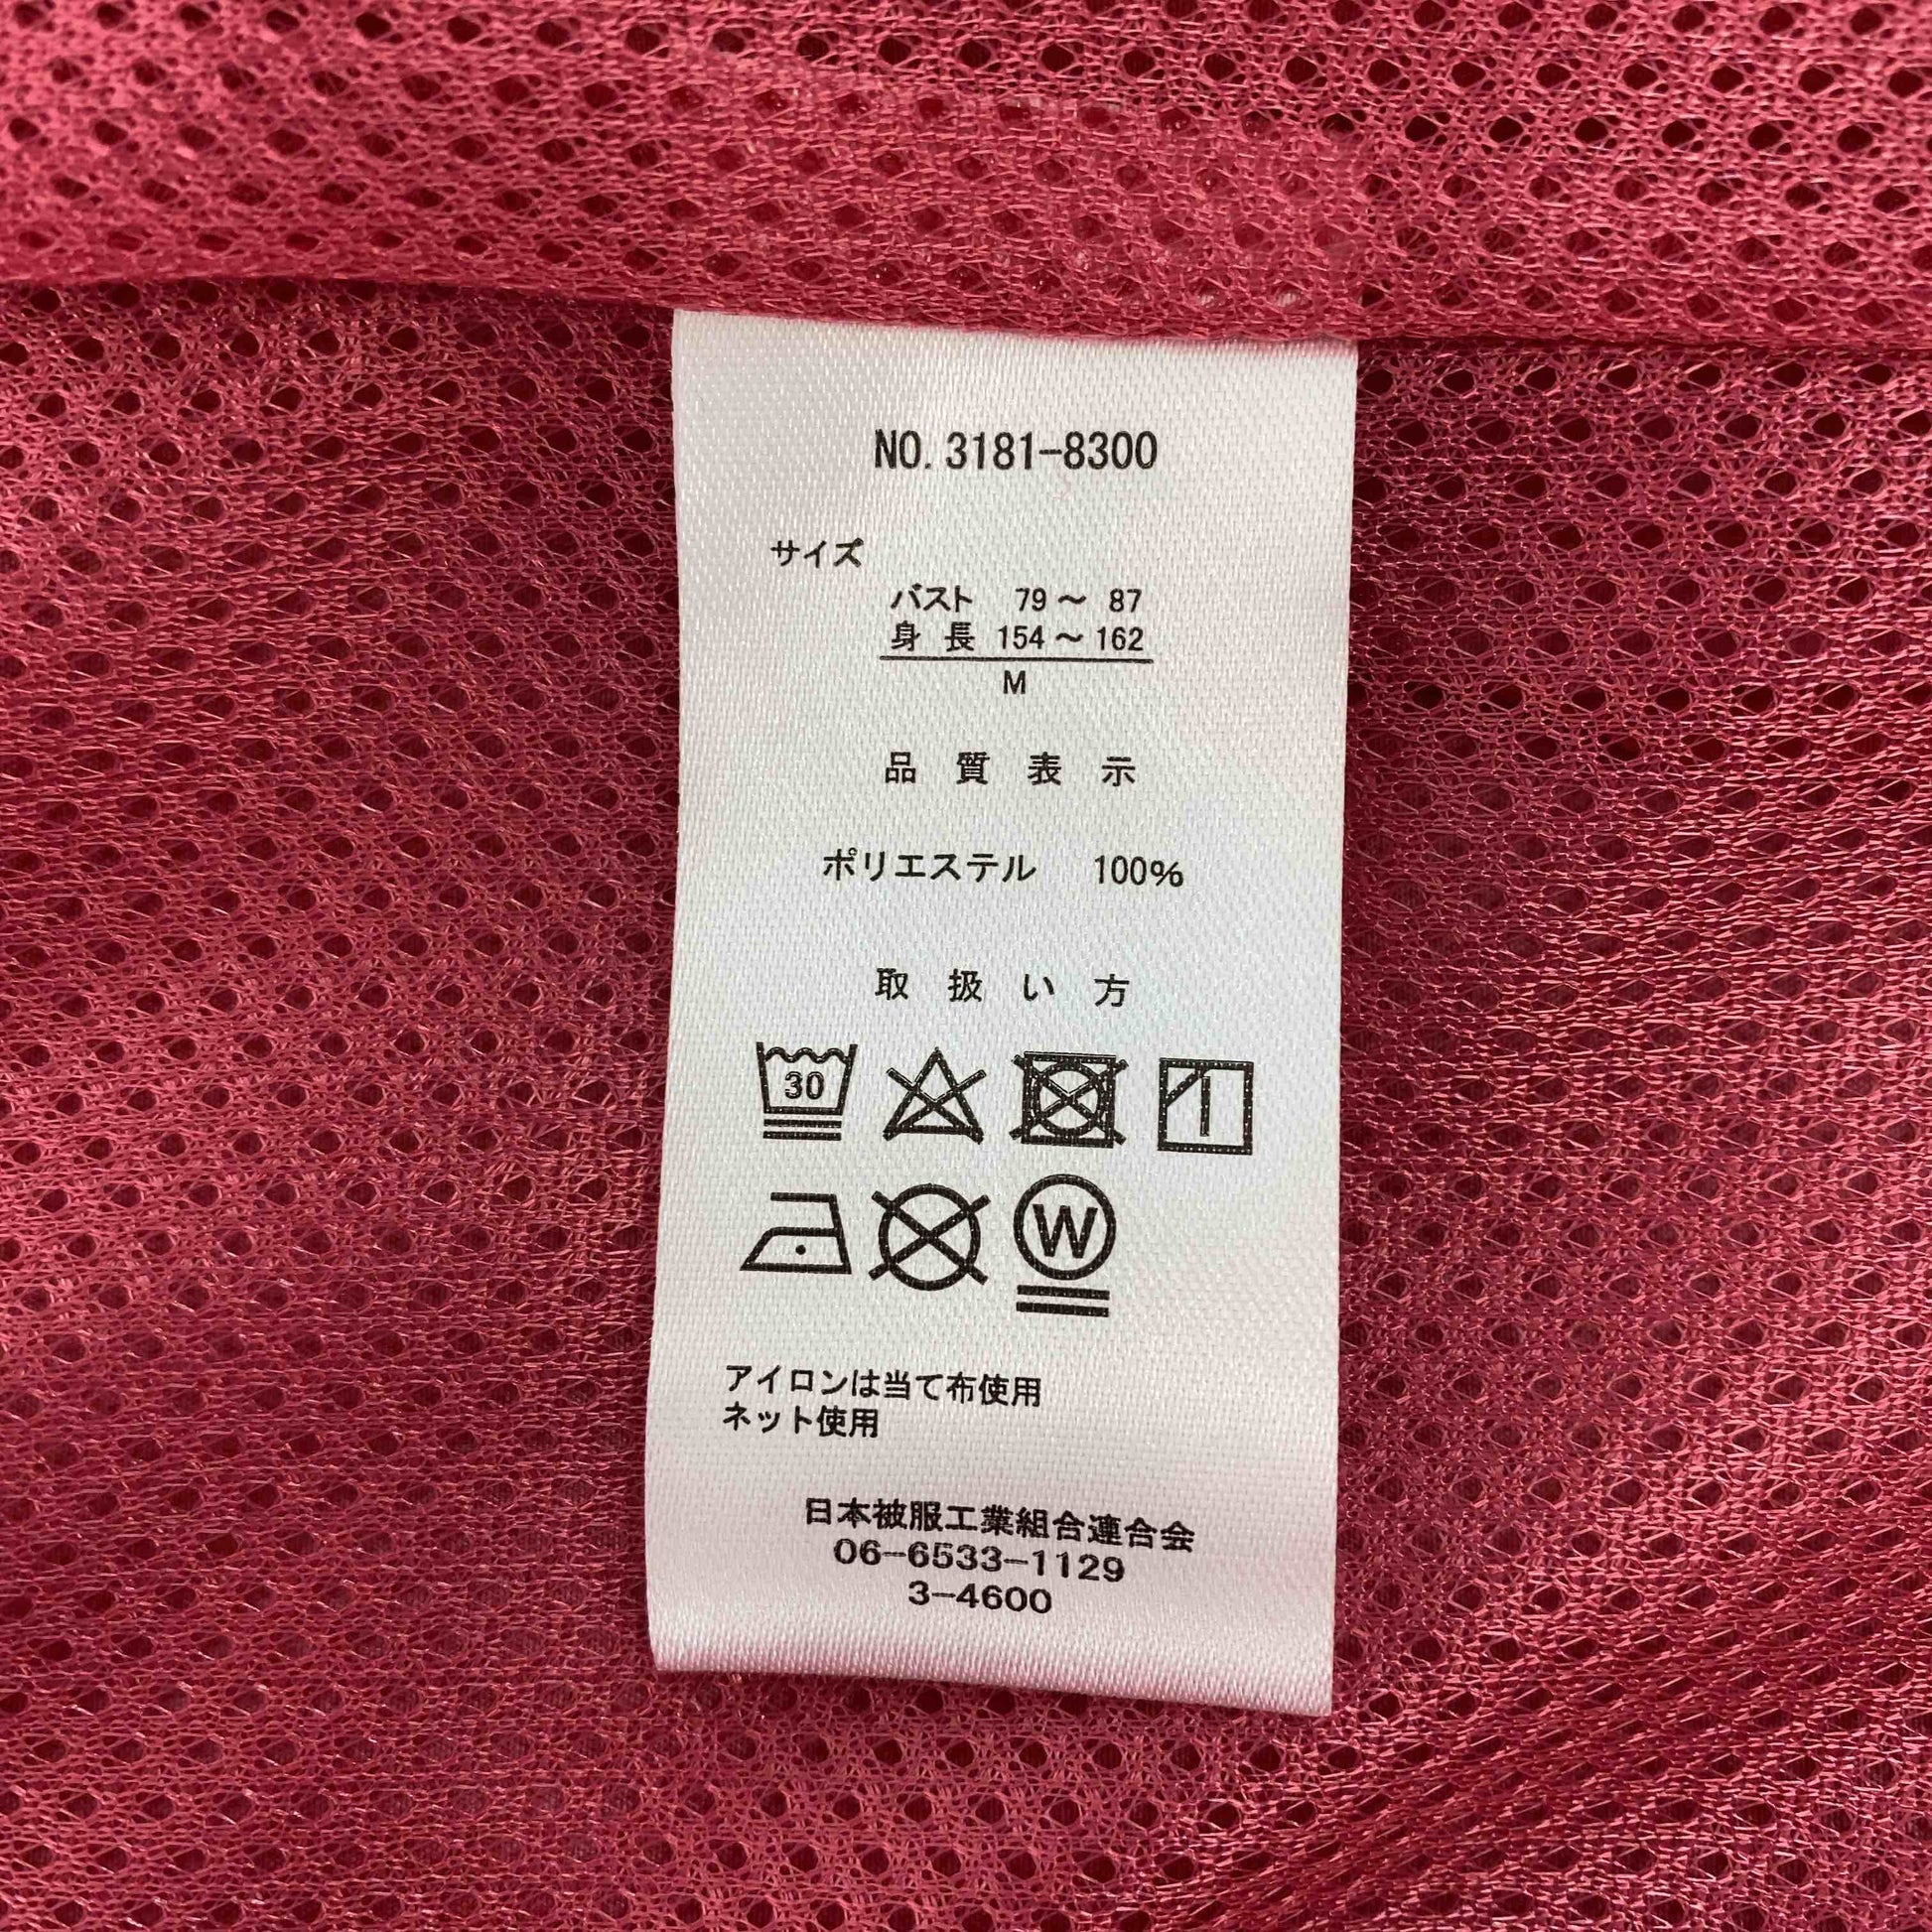 NO. 3181-8300
サイズ
バスト 79～ 87
身 長 154～162
M
品 質 表 示
ポリエステル 100%
取 扱 い 方
30
W
アイロンは当て布使用
ネット使用
日本被服工業組合連合会
06-6533-1129
3-4600